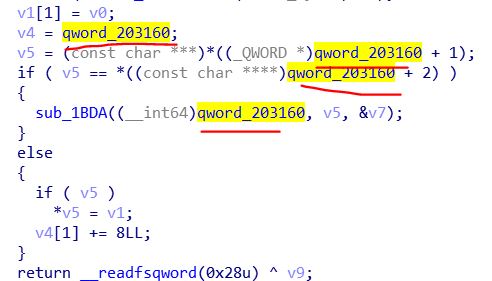 v1[1] = v0;
v4 = qword_203160;
v5 = (const char ***)*((_QWORD *)qword_203160 + 1);
if ( v5 == *((const char ****)qword_203160 + 2) )
{
sub_1BDA((__int64)qword_203160, v5, &v7);
}
else
{
if ( v5 )
*v5 = v1;
v4[1] += 8LL;
}
return __readfsqword(0x28u) ^ v9;